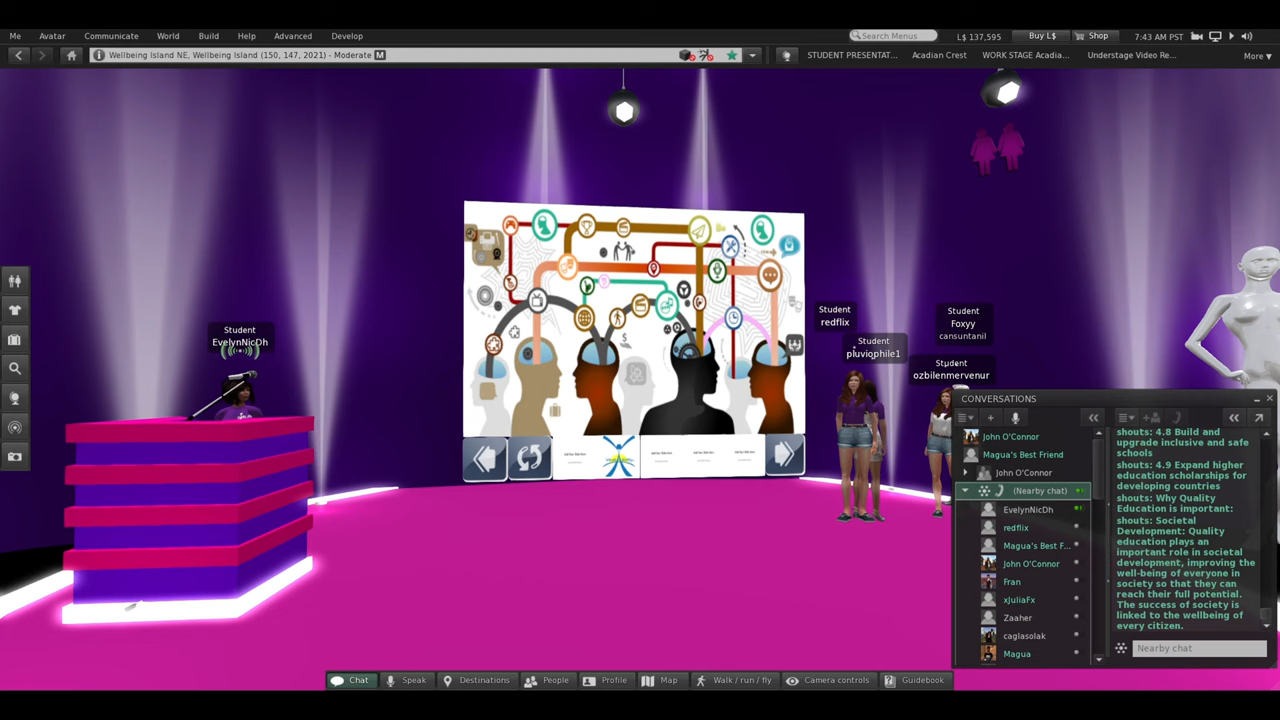 Me Avatar Communicate World Build Help Advanced Develop
Search Menus L$ 137,595 Buy L$ Shop 7:43 AM PST
Wellbeing Island NE, Wellbeing Island (150, 147, 2021) - Moderate M
STUDENT PRESENTAT... Acadian Crest WORK STAGE Acadia... Understage Video Re... More
Student
EvelynNicDh
Student
redflix
Student
pluviophile1
Student
Foxyy
cansuntanil
Student
ozbilenmervenur
CONVERSATIONS
John O'Connor
Magua's Best Friend
John O'Connor
(Nearby chat)
EvelynNicDh
redflix
Magua's Best F...
John O'Connor
Fran
xJuliaFx
Zaaher
caglasolak
Magua
shouts: 4.8 Build and
upgrade inclusive and safe
schools
shouts: 4.9 Expand higher
education scholarships for
developing countries
shouts: Why Quality
Education is important:
shouts: Societal
Development: Quality
education plays an
important role in societal
development, improving the
well-being of everyone in
society so that they can
reach their full potential.
The success of society is
linked to the wellbeing of
every citizen.
Nearby chat
Chat Speak Destinations People Profile Map Walk / run / fly Camera controls Guidebook